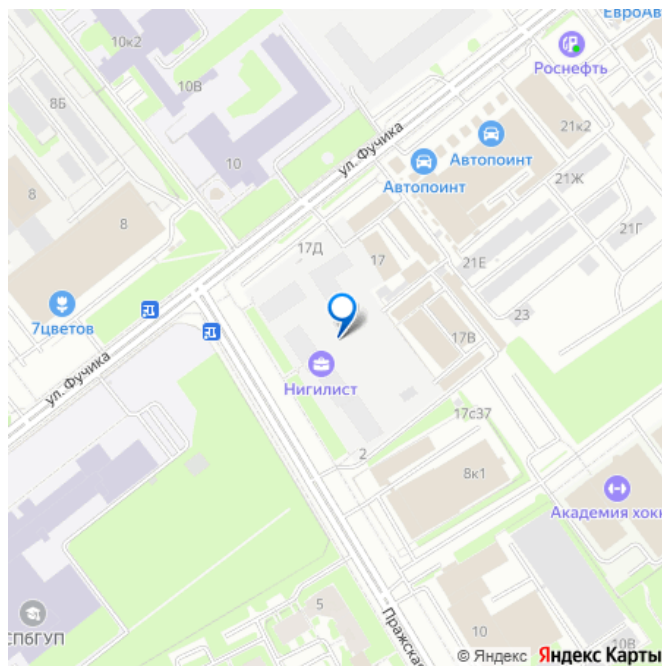 ЕвроАв
10к2
Роснефть
10В
8Б
ул. Фучика
21к2
Автопоинт
10
Автопоинт
21Ж
8
8
21Г
17Д
17
21Е
7цветов
23
17В
ул. Фучика
Нигилист
17с37
2
8к1
Академия хокк
5
СПбГУП
Пражская
10
10В
© Яндекс Яндекс Карты